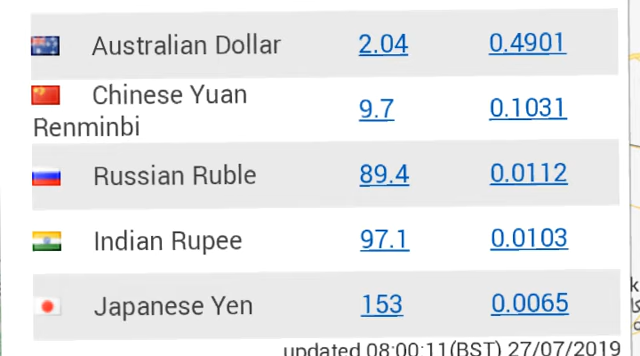 Australian Dollar 2.04 0.4901
Chinese Yuan
Renminbi 9.7 0.1031
Russian Ruble 89.4 0.0112
Indian Rupee 97.1 0.0103
Japanese Yen 153 0.0065
updated 08:00:11(BST) 27/07/2019